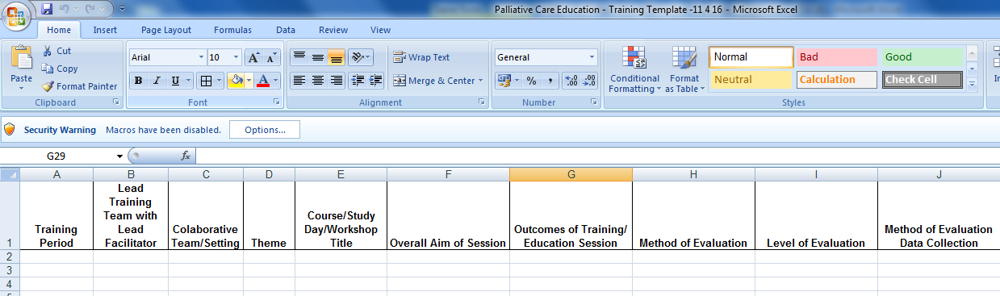 Palliative Care Education - Training Template -11 4 16 - Microsoft Excel
Home Insert Page Layout Formulas Data Review View
Paste
Cut
Copy
Format Painter
Clipboard
Arial 10 A A
B I U A
Font
Wrap Text
Merge & Center
Alignment
General
% , .00 .0 .00
Number
Conditional
Formatting
Format
as Table
Normal Bad Good
Neutral Calculation Check Cell
Styles
Security Warning Macros have been disabled. Options...
G29 fx
A B C D E F G H I J
1
Training
Period
Lead
Training
Team with
Lead
Facilitator
Colaborative
Team/Setting
Theme
Course/Study
Day/Workshop
Title
Overall Aim of Session
Outcomes of Training/
Education Session
Method of Evaluation
Level of Evaluation
Method of Evaluation
Data Collection
2
3
4